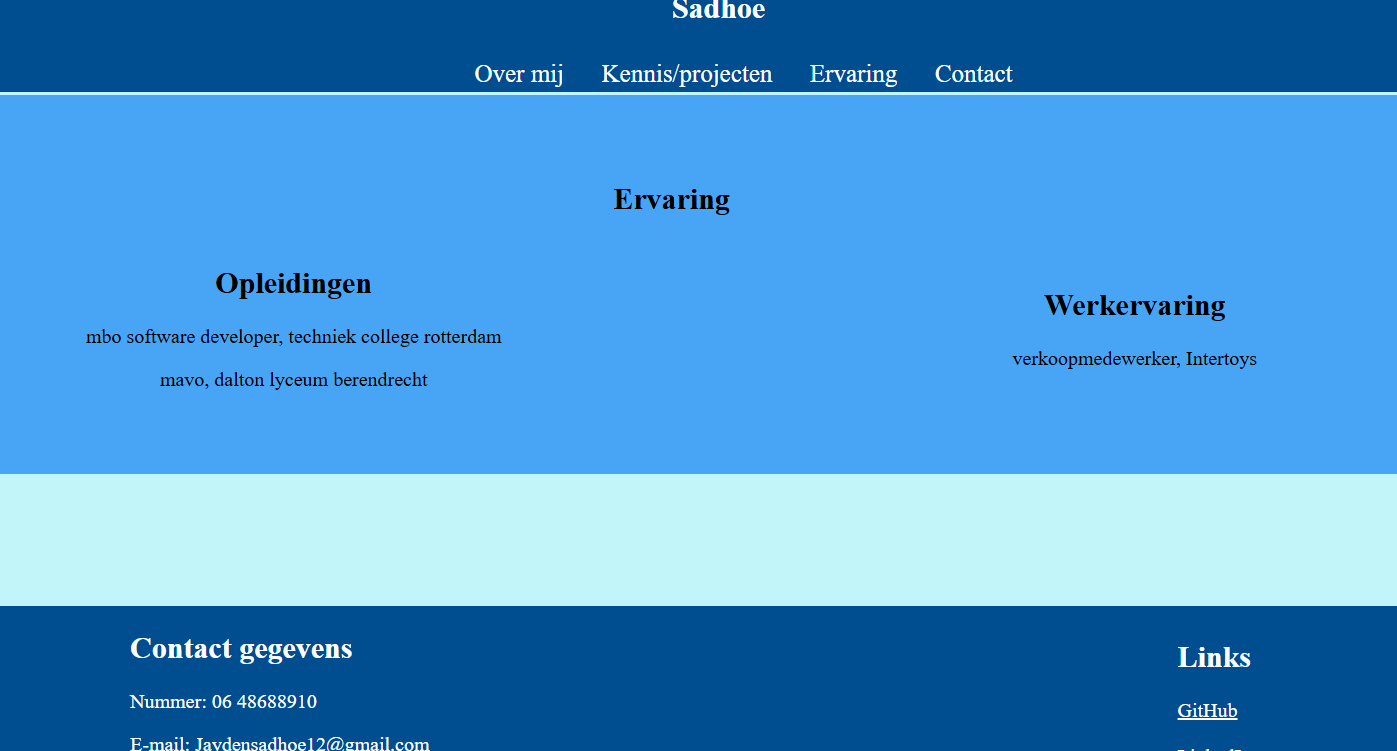 Sadhoe
Over mij Kennis/projecten Ervaring Contact
Ervaring
Opleidingen
mbo software developer, techniek college rotterdam
mavo, dalton lyceum berendrecht
Werkervaring
verkoopmedewerker, Intertoys
Contact gegevens
Nummer: 06 48688910
E-mail: Jaydensadhoe12@gmail.com
Links
GitHub